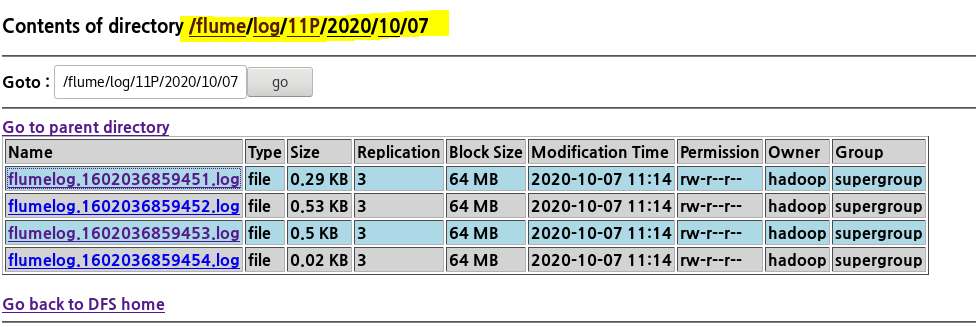 Contents of directory /flume/log/11P/2020/10/07
Goto : /flume/log/11P/2020/10/07 go
Go to parent directory
Name Type Size Replication Block Size Modification Time Permission Owner Group
flumelog.1602036859451.log file 0.29 KB 3 64 MB 2020-10-07 11:14 rw-r--r-- hadoop supergroup
flumelog.1602036859452.log file 0.53 KB 3 64 MB 2020-10-07 11:14 rw-r--r-- hadoop supergroup
flumelog.1602036859453.log file 0.5 KB 3 64 MB 2020-10-07 11:14 rw-r--r-- hadoop supergroup
flumelog.1602036859454.log file 0.02 KB 3 64 MB 2020-10-07 11:14 rw-r--r-- hadoop supergroup
Go back to DFS home